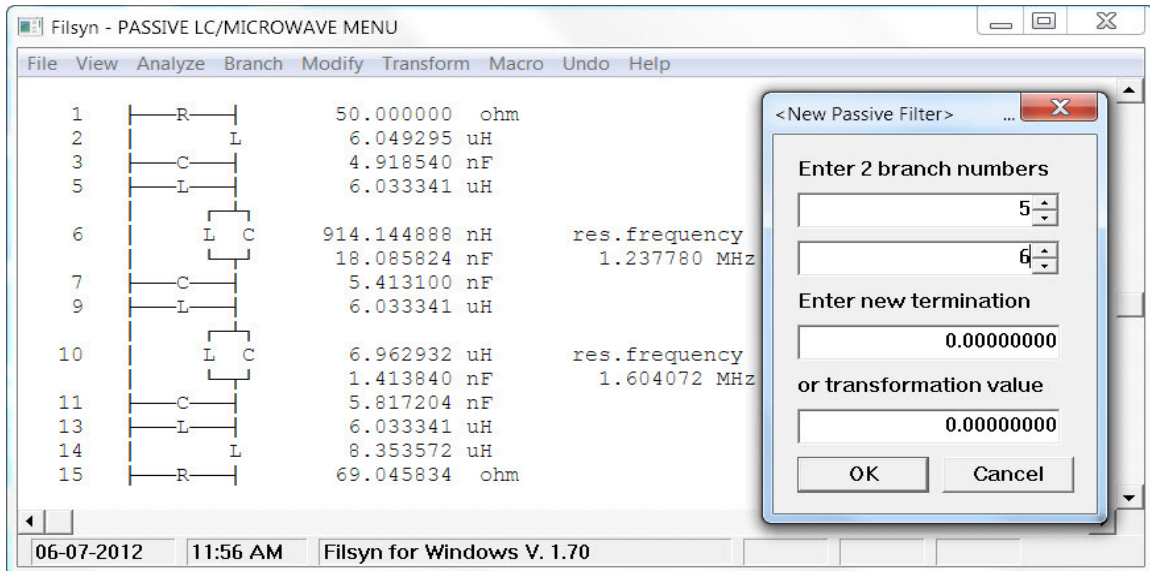 Filsyn - PASSIVE LC/MICROWAVE MENU
File View Analyze Branch Modify Transform Macro Undo Help
1 R 50.000000 ohm
2 L 6.049295 uH
3 C 4.918540 nF
5 L 6.033341 uH
6 L C 914.144888 nH res.frequency
18.085824 nF 1.237780 MHz
7 C 5.413100 nF
9 L 6.033341 uH
10 L C 6.962932 uH res.frequency
1.413840 nF 1.604072 MHz
11 C 5.817204 nF
13 L 6.033341 uH
14 L 8.353572 uH
15 R 69.045834 ohm
<New Passive Filter> ...
Enter 2 branch numbers
5
6
Enter new termination
0.00000000
or transformation value
0.00000000
OK Cancel
06-07-2012 11:56 AM Filsyn for Windows V. 1.70